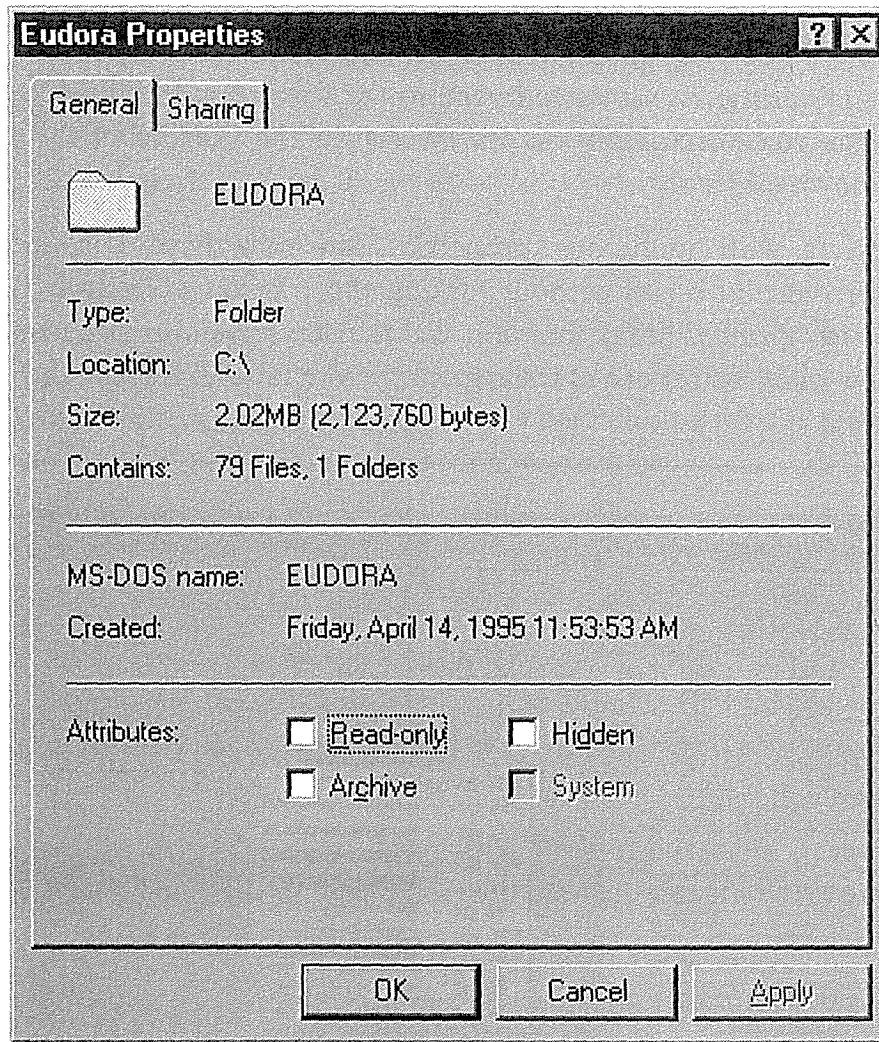 Eudora Properties
General Sharing
EUDORA
Type: Folder
Location: C:\
Size: 2.02MB (2,123,760 bytes)
Contains: 79 Files, 1 Folders
MS-DOS name: EUDORA
Created: Friday, April 14, 1995 11:53:53 AM
Attributes: Read-only Hidden
Archive System
OK Cancel Apply